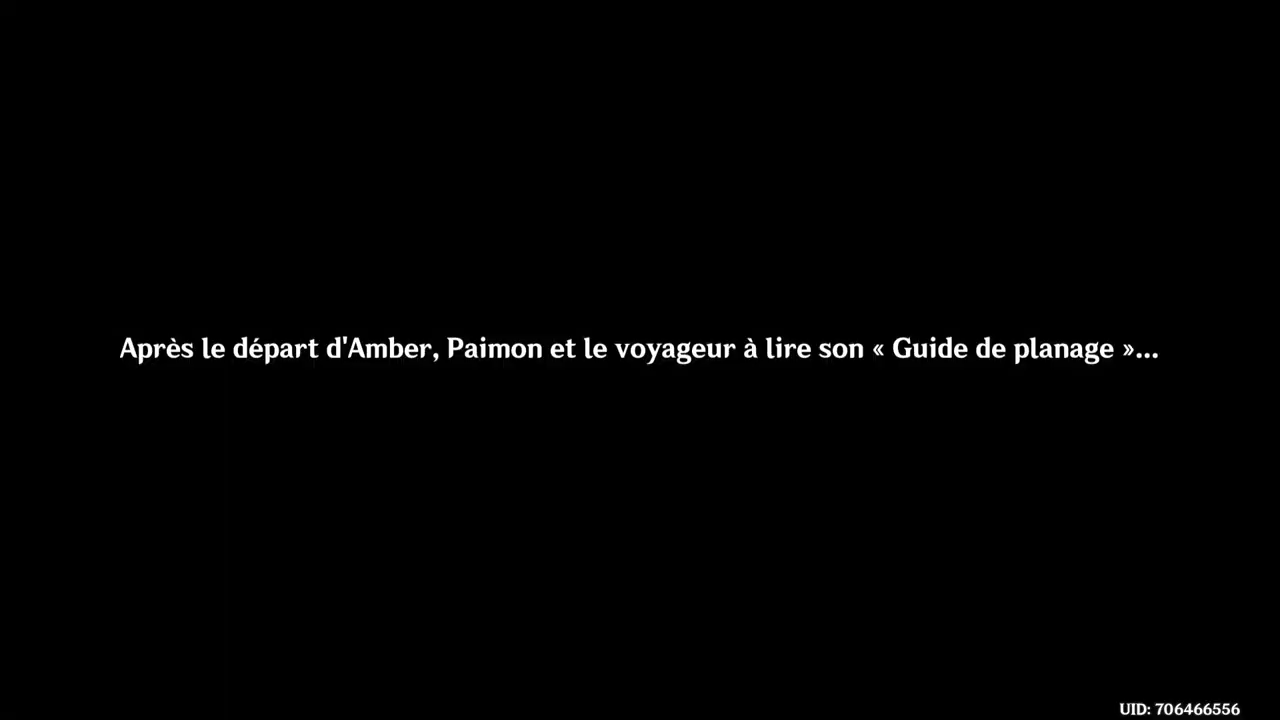 Après le départ d'Amber, Paimon et le voyageur à lire son « Guide de planage »...
UID: 706466556